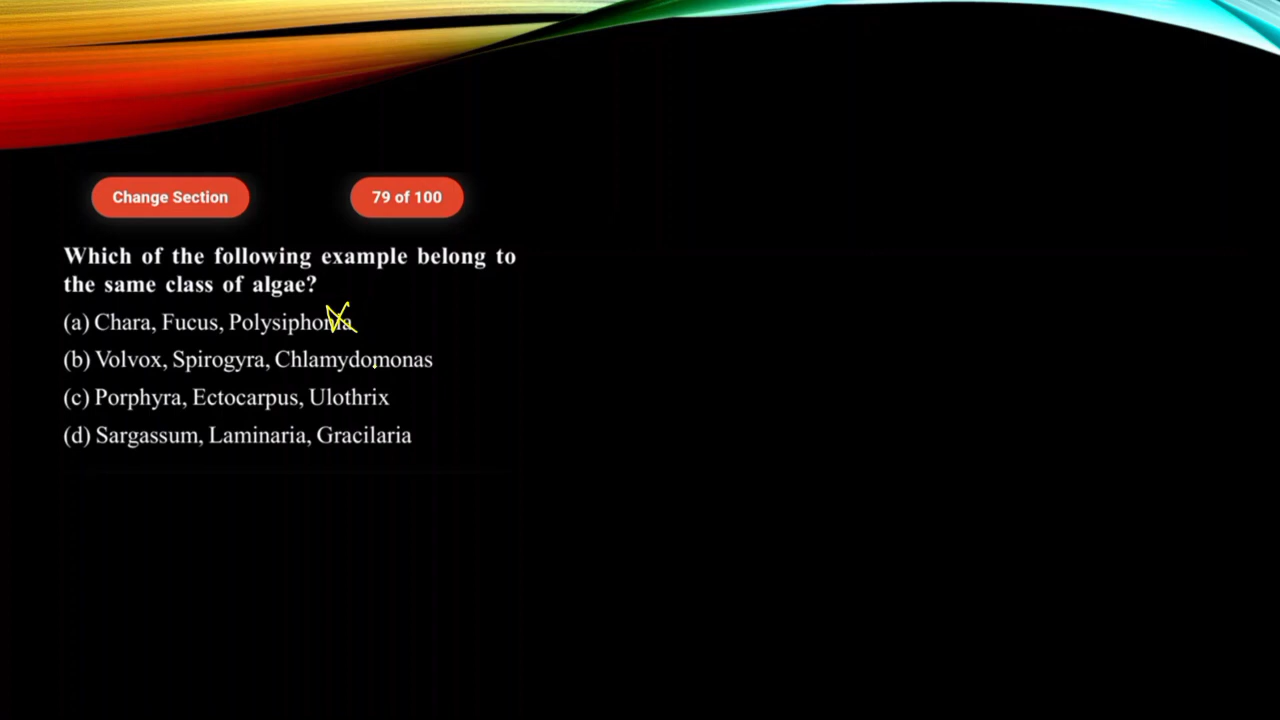 Change Section
79 of 100
Which of the following example belong to
the same class of algae?
(a) Chara, Fucus, Polysiphonia
(b) Volvox, Spirogyra, Chlamydomonas
(c) Porphyra, Ectocarpus, Ulothrix
(d) Sargassum, Laminaria, Gracilaria